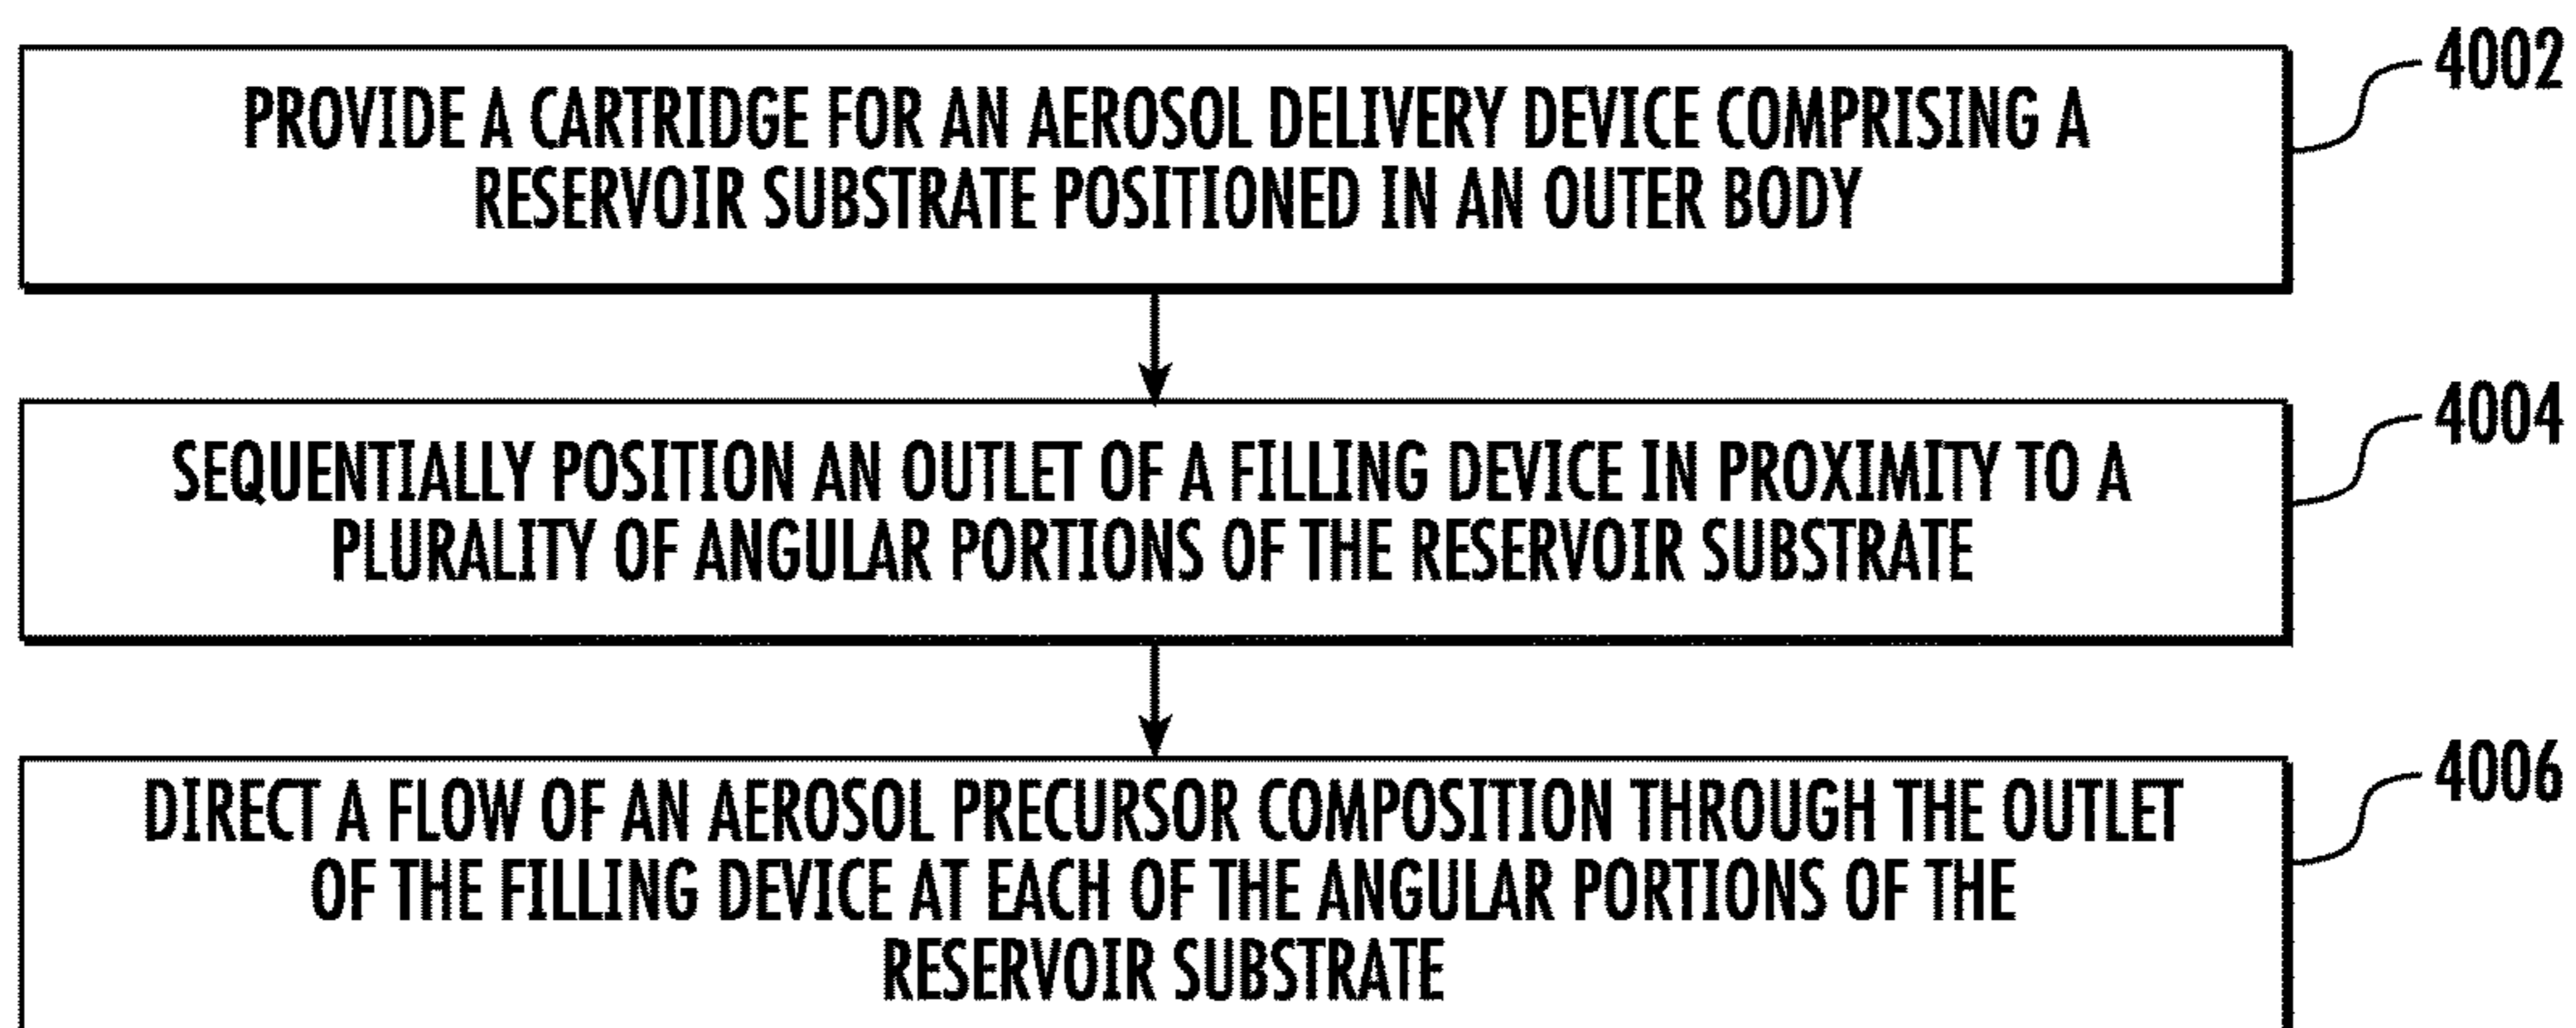 4002
PROVIDE A CARTRIDGE FOR AN AEROSOL DELIVERY DEVICE COMPRISING A
RESERVOIR SUBSTRATE POSITIONED IN AN OUTER BODY
4004
SEQUENTIALLY POSITION AN OUTLET OF A FILLING DEVICE IN PROXIMITY TO A
PLURALITY OF ANGULAR PORTIONS OF THE RESERVOIR SUBSTRATE
4006
DIRECT A FLOW OF AN AEROSOL PRECURSOR COMPOSITION THROUGH THE OUTLET
OF THE FILLING DEVICE AT EACH OF THE ANGULAR PORTIONS OF THE
RESERVOIR SUBSTRATE